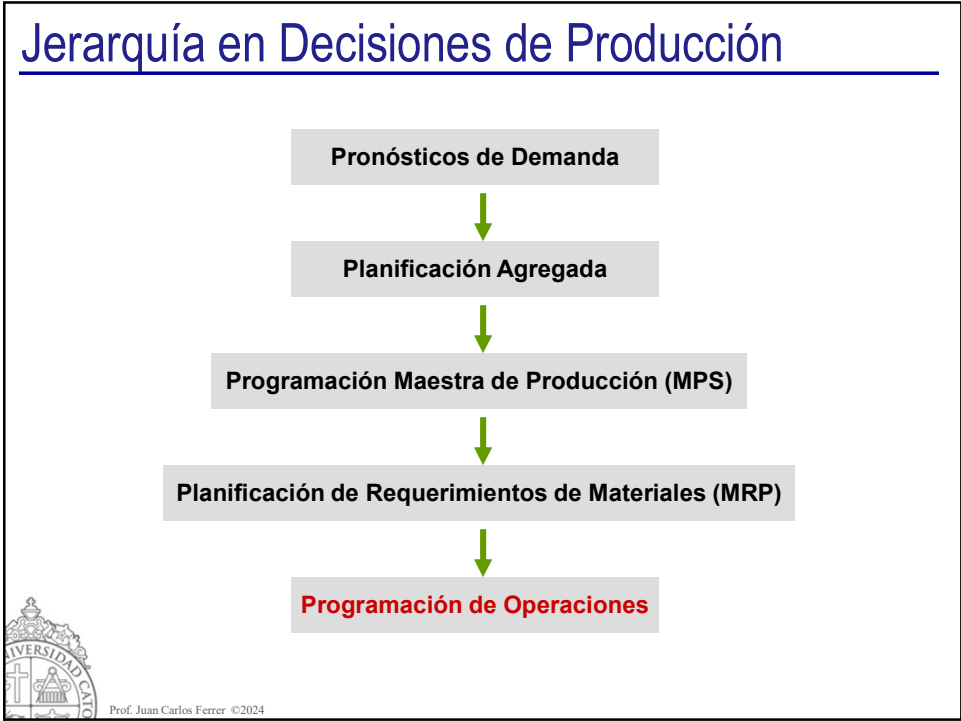 Jerarquía en Decisiones de Producción
Pronósticos de Demanda
Planificación Agregada
Programación Maestra de Producción (MPS)
Planificación de Requerimientos de Materiales (MRP)
Programación de Operaciones
Prof. Juan Carlos Ferrer ©2024